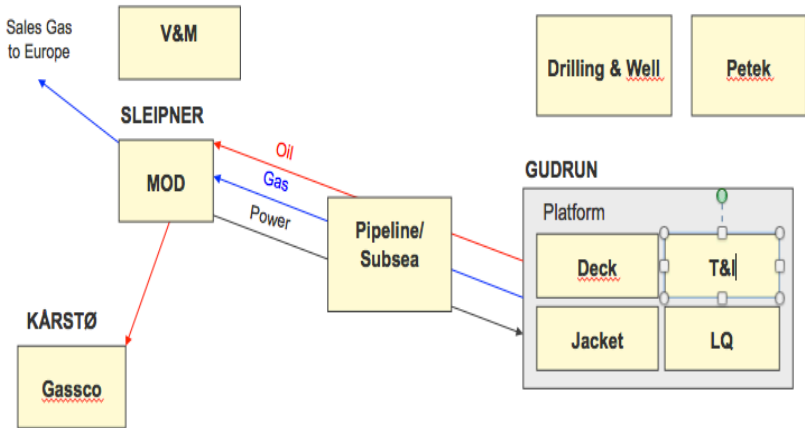 Sales Gas
to Europe
V&M
Drilling & Well
Petek
SLEIPNER
MOD
Oil
Gas
Power
Pipeline/
Subsea
GUDRUN
Platform
Deck
T&I
Jacket
LQ
KÅRSTØ
Gassco